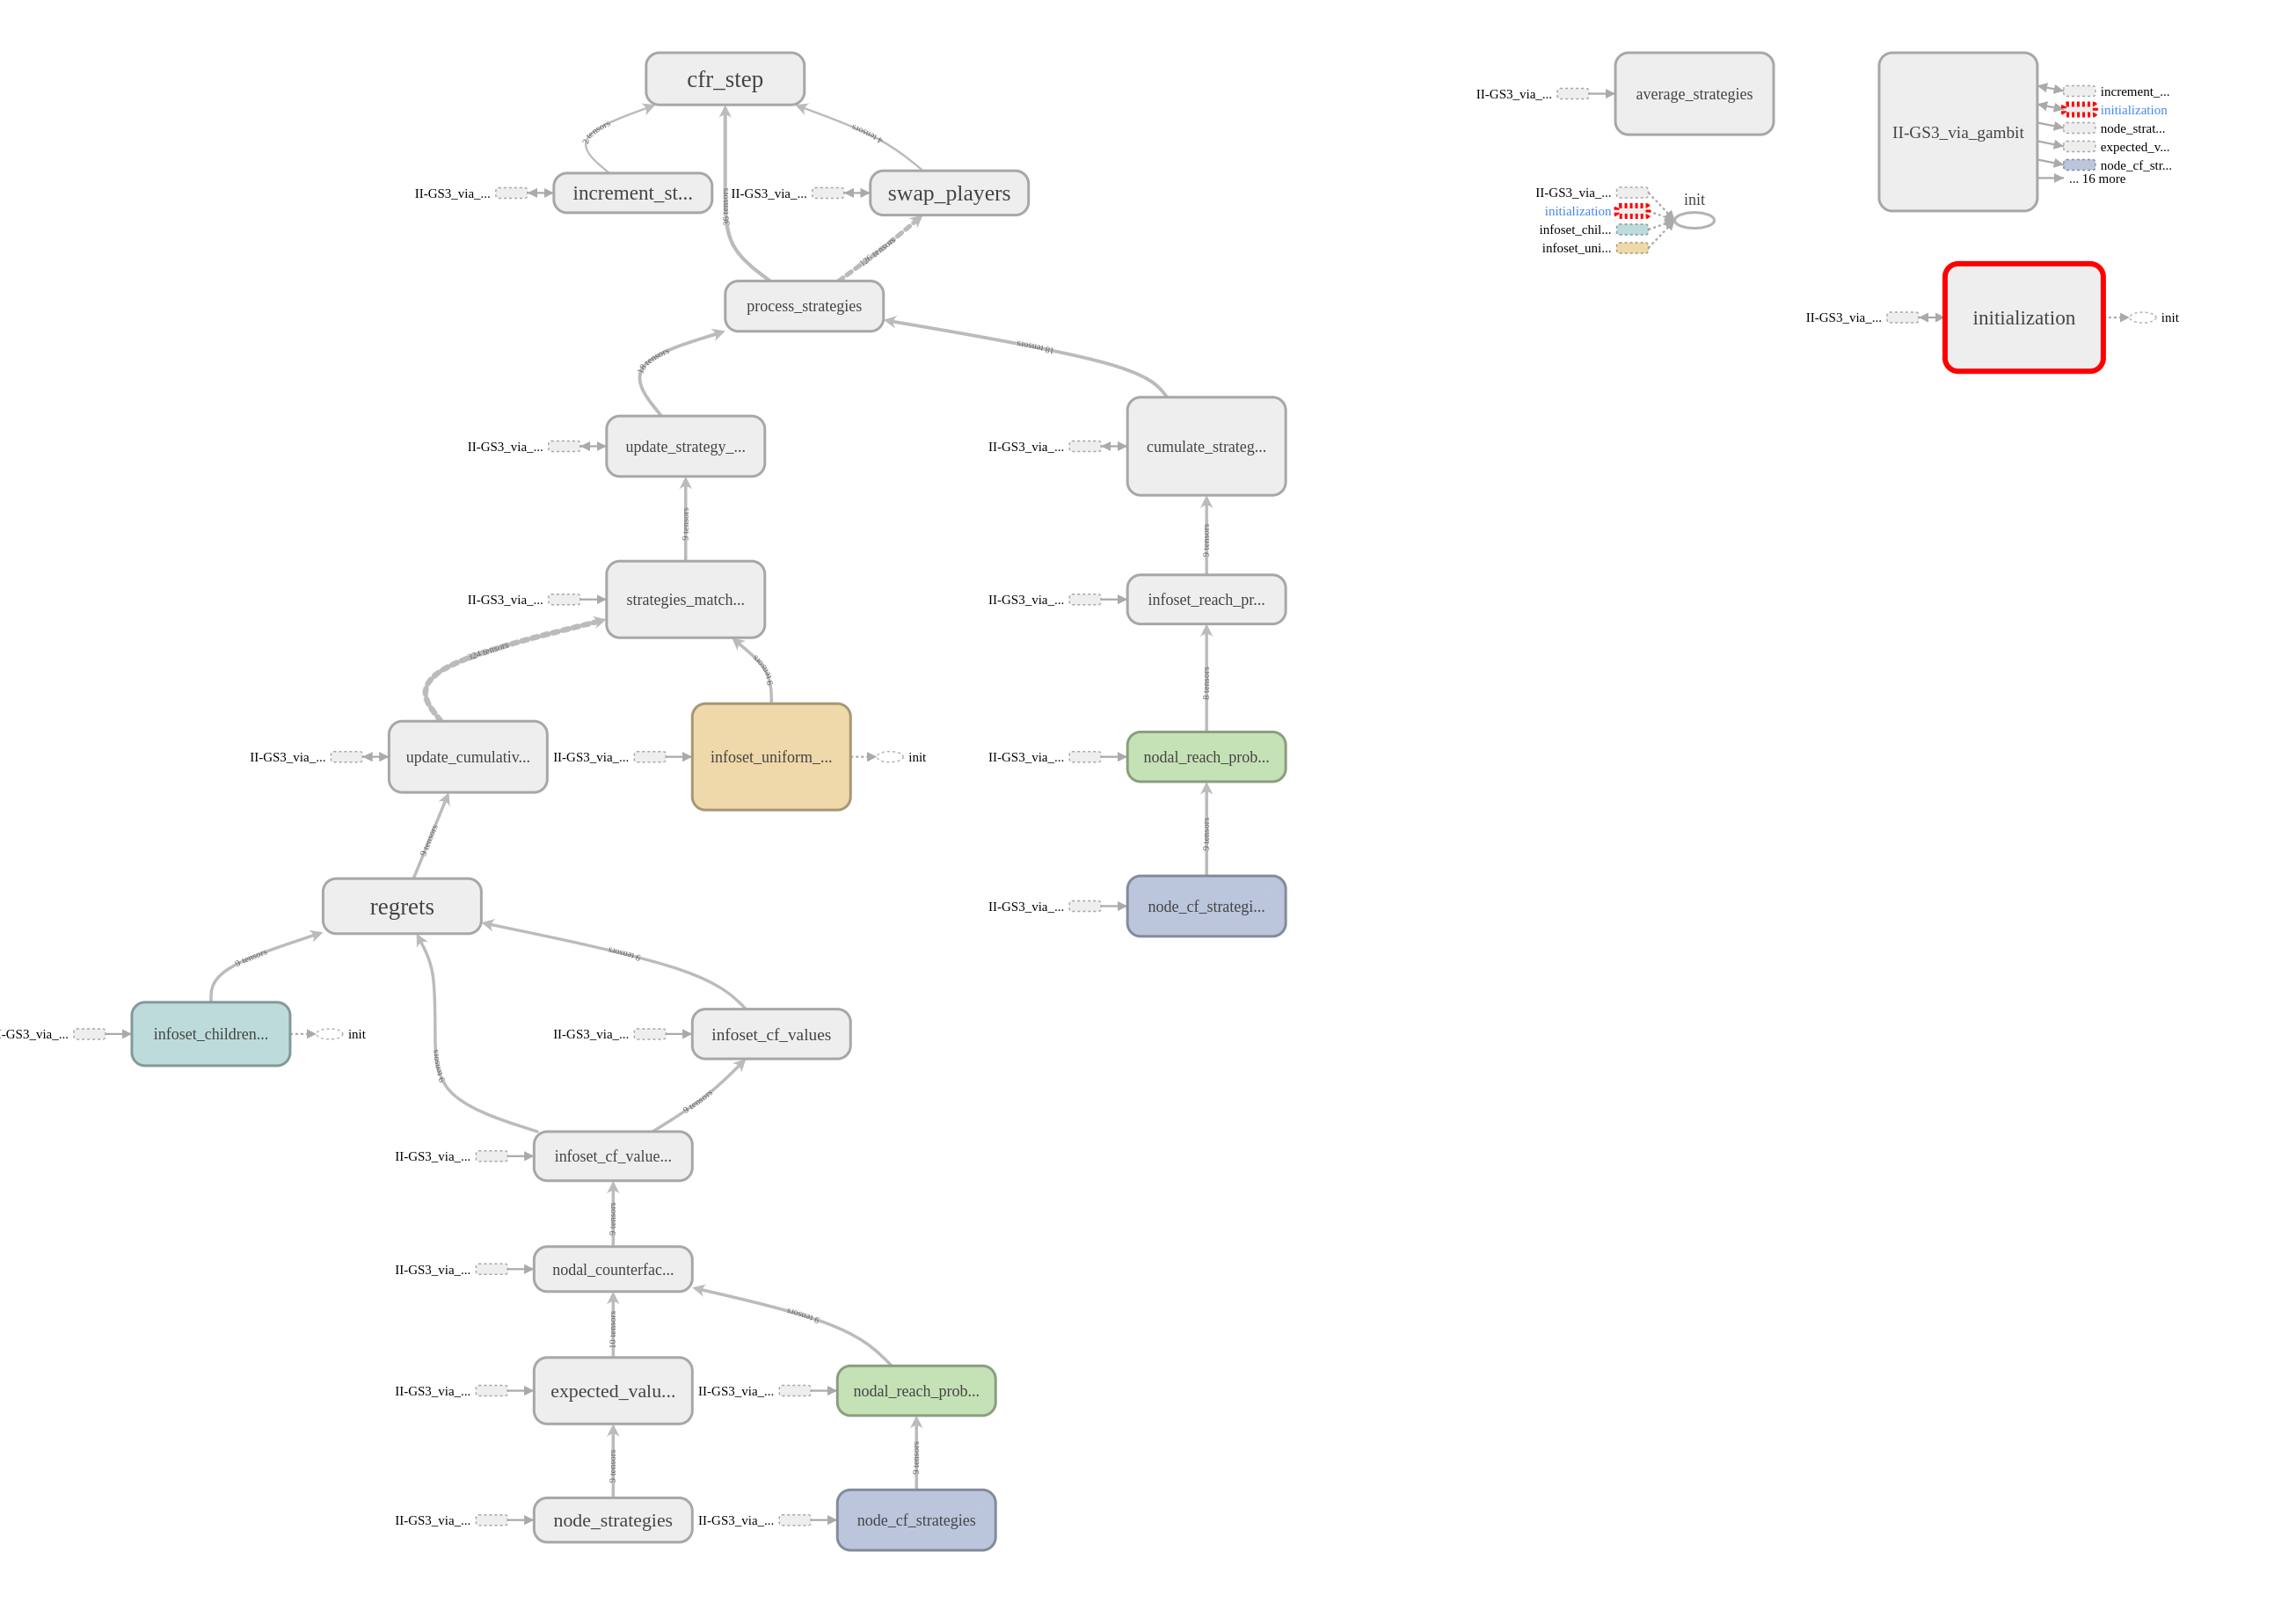 cfr_step
2 tensors
4 tensors
II-GS3_via_...
increment_st...
36 tensors
II-GS3_via_...
swap_players
126 tensors
process_strategies
18 tensors
18 tensors
II-GS3_via_...
update_strategy_...
II-GS3_via_...
cumulate_strateg...
9 tensors
9 tensors
II-GS3_via_...
strategies_match...
II-GS3_via_...
infoset_reach_pr...
324 tensors
9 tensors
8 tensors
II-GS3_via_...
update_cumulativ...
II-GS3_via_...
infoset_uniform_...
init
II-GS3_via_...
nodal_reach_prob...
9 tensors
9 tensors
regrets
II-GS3_via_...
node_cf_strategi...
9 tensors
9 tensors
I-GS3_via_...
infoset_children...
init
9 tensors
II-GS3_via_...
infoset_cf_values
9 tensors
II-GS3_via_...
infoset_cf_value...
9 tensors
II-GS3_via_...
nodal_counterfac...
10 tensors
9 tensors
II-GS3_via_...
expected_valu...
II-GS3_via_...
nodal_reach_prob...
9 tensors
9 tensors
II-GS3_via_...
node_strategies
II-GS3_via_...
node_cf_strategies
II-GS3_via_...
average_strategies
II-GS3_via_gambit
increment_...
initialization
node_strat...
expected_v...
node_cf_str...
... 16 more
II-GS3_via_...
initialization
infoset_chil...
infoset_uni...
init
II-GS3_via_...
initialization
init